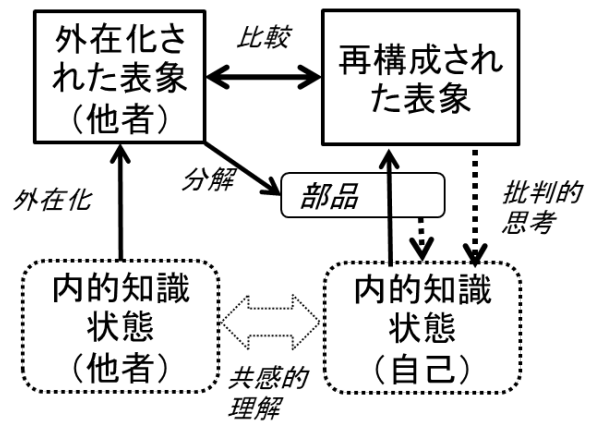 外在化さ
れた表象
（他者）
比較
再構成され
た表象
外在化
分解
部品
批判的
思考
内的知識
状態
（他者）
共感的
理解
内的知識
状態
（自己）